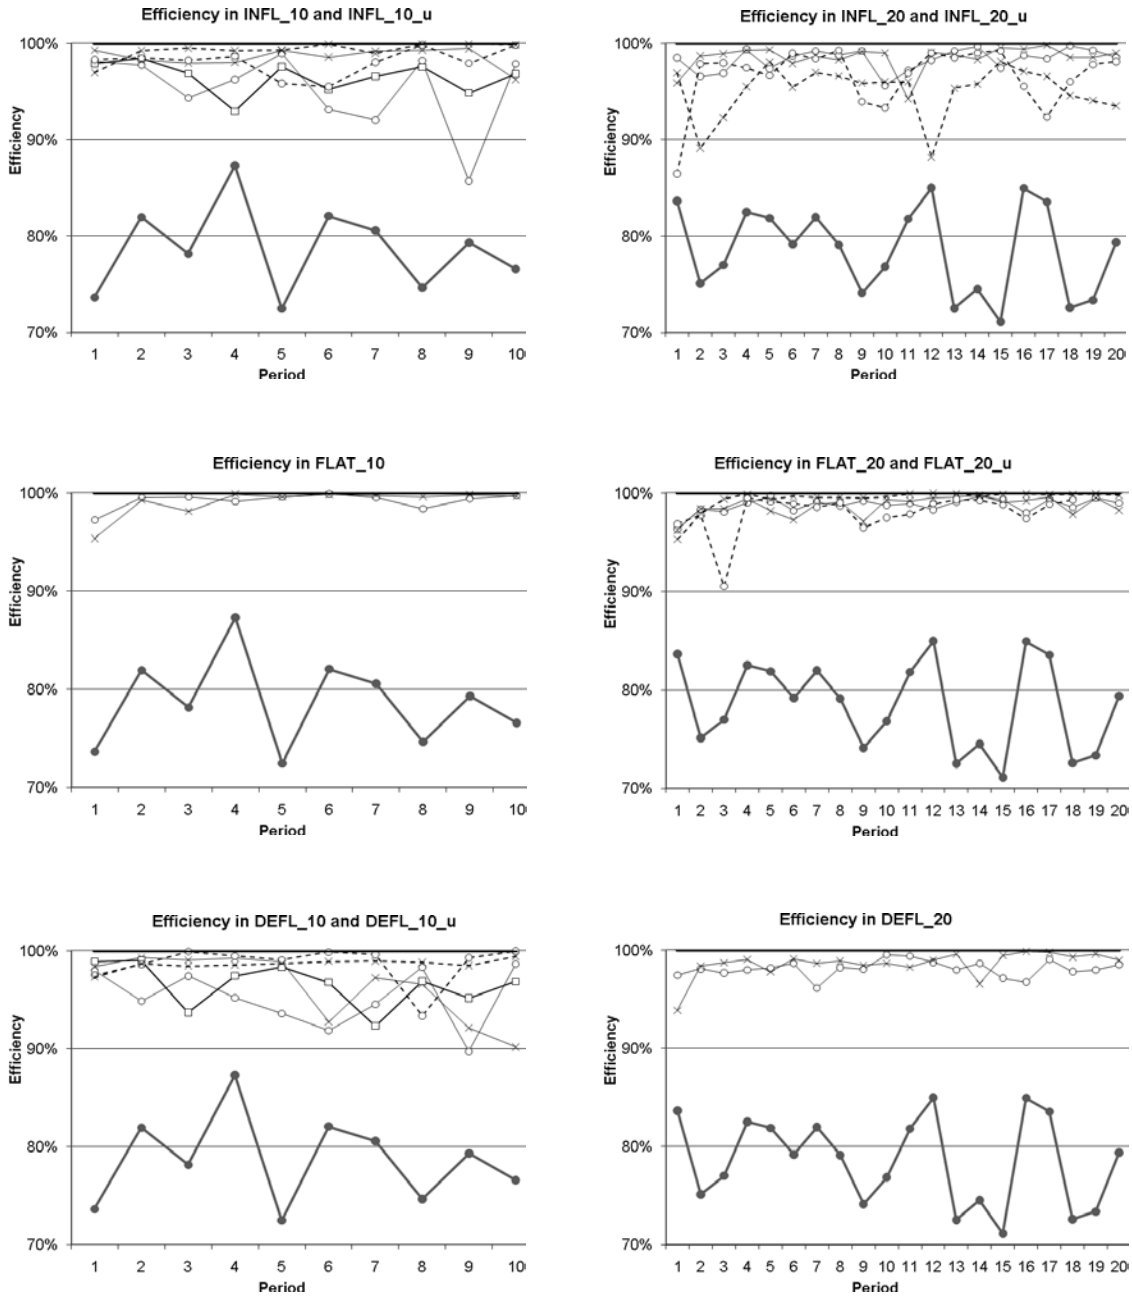 Efficiency in INFL_10 and INFL_10_u
100%
90%
80%
70%
Efficiency
1 2 3 4 5 6 7 8 9 10
Period
Efficiency in INFL_20 and INFL_20_u
100%
90%
80%
70%
Efficiency
1 2 3 4 5 6 7 8 9 10 11 12 13 14 15 16 17 18 19 20
Period
Efficiency in FLAT_10
100%
90%
80%
70%
Efficiency
1 2 3 4 5 6 7 8 9 10
Period
Efficiency in FLAT_20 and FLAT_20_u
100%
90%
80%
70%
Efficiency
1 2 3 4 5 6 7 8 9 10 11 12 13 14 15 16 17 18 19 20
Period
Efficiency in DEFL_10 and DEFL_10_u
100%
90%
80%
70%
Efficiency
1 2 3 4 5 6 7 8 9 10
Period
Efficiency in DEFL_20
100%
90%
80%
70%
Efficiency
1 2 3 4 5 6 7 8 9 10 11 12 13 14 15 16 17 18 19 20
Period